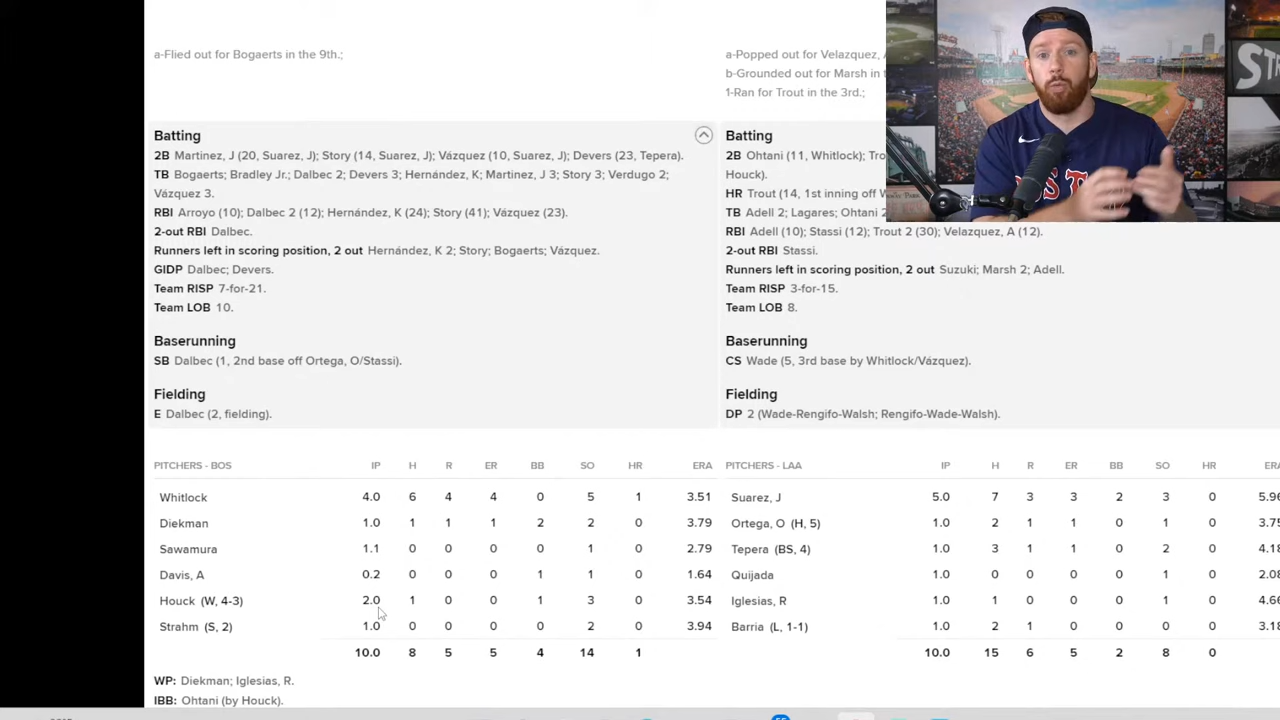 a-Flied out for Bogaerts in the 9th.;
Batting
2B Martinez, J (20, Suarez, J); Story (14, Suarez, J); Vázquez (10, Suarez, J); Devers (23, Tepera).
TB Bogaerts; Bradley Jr.; Dalbec 2; Devers 3; Hernández, K; Martinez, J 3; Story 3; Verdugo 2;
Vázquez 3.
RBI Arroyo (10); Dalbec 2 (12); Hernández, K (24); Story (41); Vázquez (23).
2-out RBI Dalbec.
Runners left in scoring position, 2 out Hernández, K 2; Story; Bogaerts; Vázquez.
GIDP Dalbec; Devers.
Team RISP 7-for-21.
Team LOB 10.
Baserunning
SB Dalbec (1, 2nd base off Ortega, O/Stassi).
Fielding
E Dalbec (2, fielding).
PITCHERS - BOS IP H R ER BB SO HR ERA
Whitlock 4.0 6 4 4 0 5 1 3.51
Diekman 1.0 1 1 1 2 2 0 3.79
Sawamura 1.1 0 0 0 0 1 0 2.79
Davis, A 0.2 0 0 0 1 1 0 1.64
Houck (W, 4-3) 2.0 1 0 0 1 3 0 3.54
Strahm (S, 2) 1.0 0 0 0 0 2 0 3.94
10.0 8 5 5 4 14 1
WP: Diekman; Iglesias, R.
IBB: Ohtani (by Houck).
a-Popped out for Velazquez,
b-Grounded out for Marsh in
1-Ran for Trout in the 3rd.;
Batting
2B Ohtani (11, Whitlock);
Houck).
HR Trout (14, 1st inning off
TB Adell 2; Lagares; Ohtani
RBI Adell (10); Stassi (12); Trout 2 (30); Velazquez, A (12).
2-out RBI Stassi.
Runners left in scoring position, 2 out Suzuki; Marsh 2; Adell.
Team RISP 3-for-15.
Team LOB 8.
Baserunning
CS Wade (5, 3rd base by Whitlock/Vázquez).
Fielding
DP 2 (Wade-Rengifo-Walsh; Rengifo-Wade-Walsh).
PITCHERS - LAA IP H R ER BB SO HR
Suarez, J 5.0 7 3 3 2 3 0
Ortega, O (H, 5) 1.0 2 1 1 0 1 0
Tepera (BS, 4) 1.0 3 1 1 0 2 0
Quijada 1.0 0 0 0 0 1 0
Iglesias, R 1.0 1 0 0 0 1 0
Barria (L, 1-1) 1.0 2 1 0 0 0 0
10.0 15 6 5 2 8 0